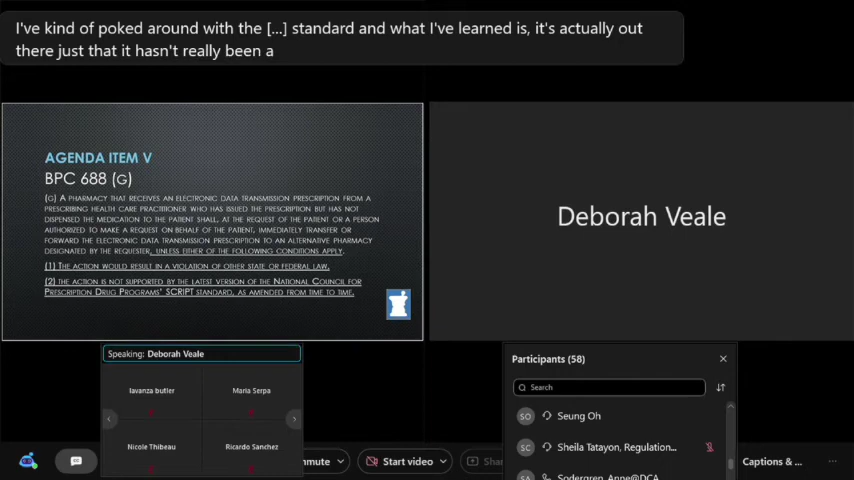 I've kind of poked around with the [...] standard and what I've learned is, it's actually out
there just that it hasn't really been a
AGENDA ITEM V
BPC 688 (G)
(G) A PHARMACY THAT RECEIVES AN ELECTRONIC DATA TRANSMISSION PRESCRIPTION FROM A
PRESCRIBING HEALTH CARE PRACTITIONER WHO HAS ISSUED THE PRESCRIPTION BUT HAS NOT
DISPENSED THE MEDICATION TO THE PATIENT SHALL, AT THE REQUEST OF THE PATIENT OR A PERSON
AUTHORIZED TO MAKE A REQUEST ON BEHALF OF THE PATIENT, IMMEDIATELY TRANSFER OR
FORWARD THE ELECTRONIC DATA TRANSMISSION PRESCRIPTION TO AN ALTERNATIVE PHARMACY
DESIGNATED BY THE REQUESTER, UNLESS EITHER OF THE FOLLOWING CONDITIONS APPLY.
(1) THE ACTION WOULD RESULT IN A VIOLATION OF OTHER STATE OR FEDERAL LAW.
(2) THE ACTION IS NOT SUPPORTED BY THE LATEST VERSION OF THE NATIONAL COUNCIL FOR
PRESCRIPTION DRUG PROGRAMS' SCRIPT STANDARD, AS AMENDED FROM TIME TO TIME.
Deborah Veale
Speaking: Deborah Veale
lavanza butler
Maria Serpa
Nicole Thibeau
Ricardo Sanchez
Participants (58)
Search
SO
Seung Oh
SC
Sheila Tatayon, Regulation...
Sodergren, Anne@DCA
mute
Start video
Shar
Captions & ...